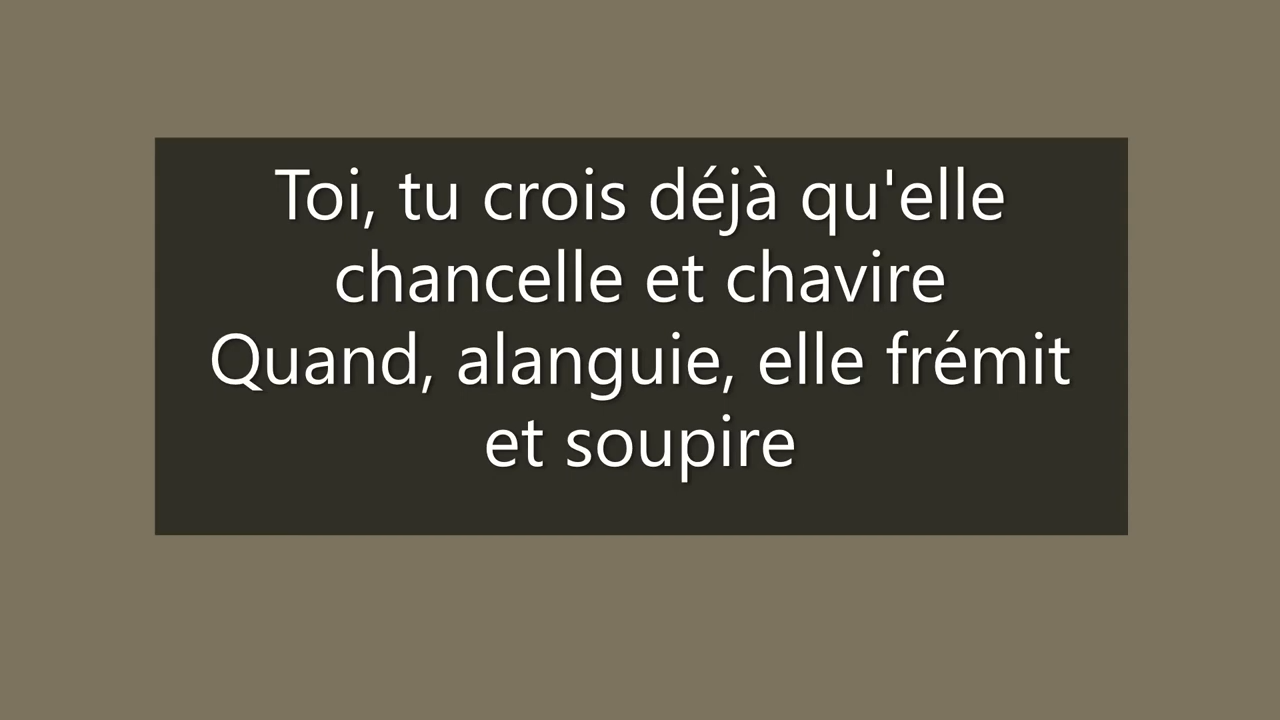 Toi, tu crois déjà qu'elle
chancelle et chavire
Quand, alanguie, elle frémit
et soupire